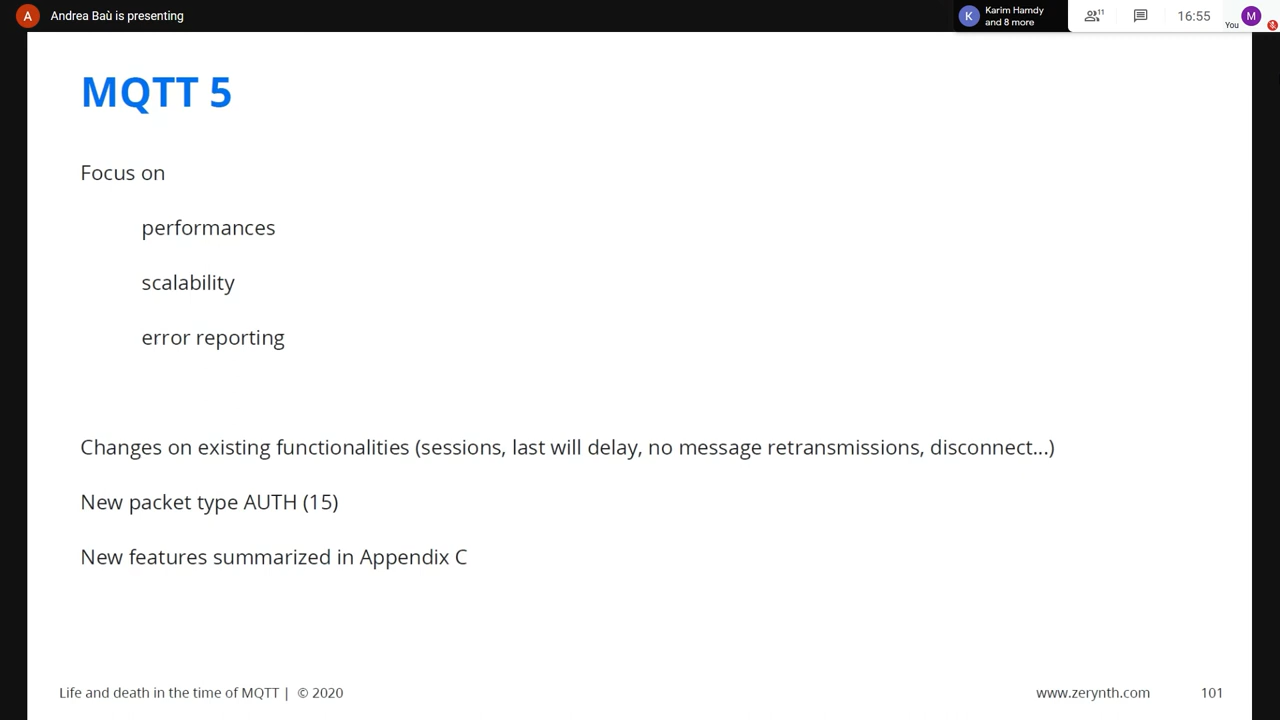 A Andrea Baù is presenting
K Karim Hamdy
and 8 more
11
16:55
You
M
MQTT 5
Focus on
performances
scalability
error reporting
Changes on existing functionalities (sessions, last will delay, no message retransmissions, disconnect...)
New packet type AUTH (15)
New features summarized in Appendix C
Life and death in the time of MQTT | © 2020
www.zerynth.com
101